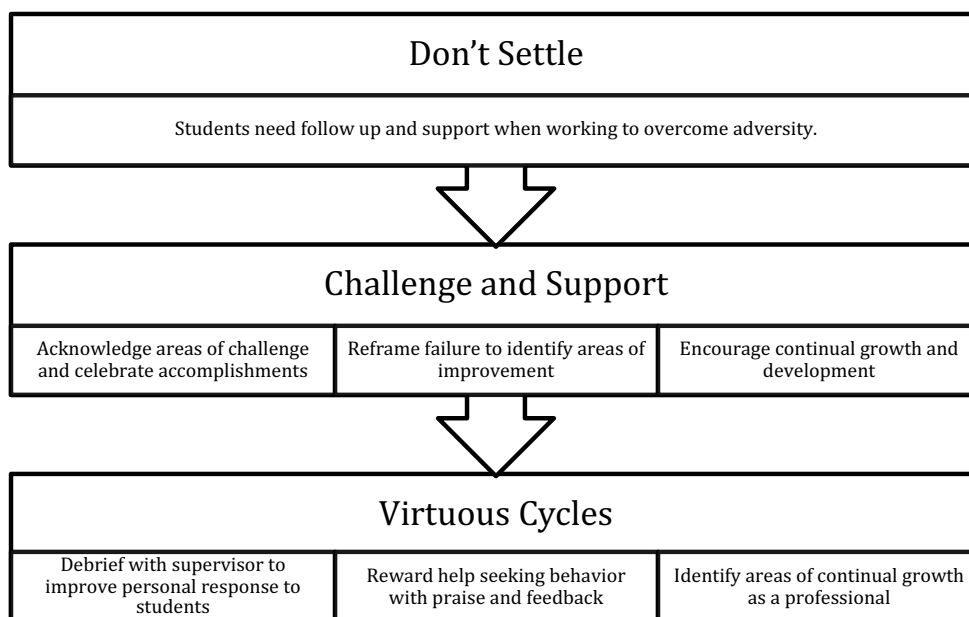 Don’t Settle
Students need follow up and support when working to overcome adversity.
Challenge and Support
Acknowledge areas of challenge
and celebrate accomplishments
Reframe failure to identify areas of
improvement
Encourage continual growth and
development
Virtuous Cycles
Debrief with supervisor to
improve personal response to
students
Reward help seeking behavior
with praise and feedback
Identify areas of continual growth
as a professional